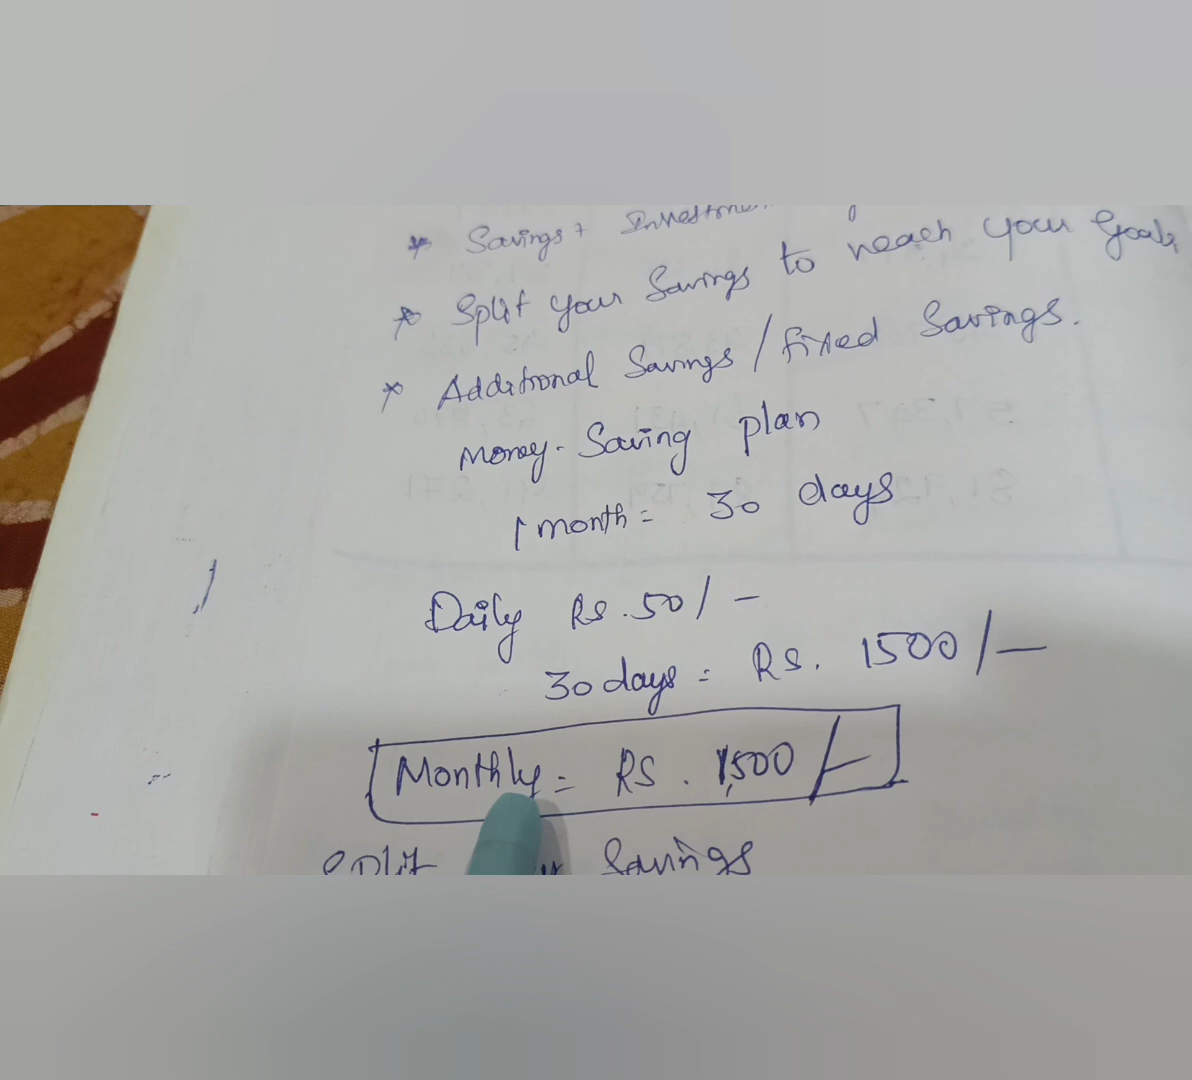 * Savings +
* Split your Savings to reach your Goals
* Additional Savings / fixed Savings.
Money-Saving plan
1 month = 30 days
Daily Rs.50/-
30 days = Rs. 1500/-
Monthly = RS. 1,500/-
Split Savings